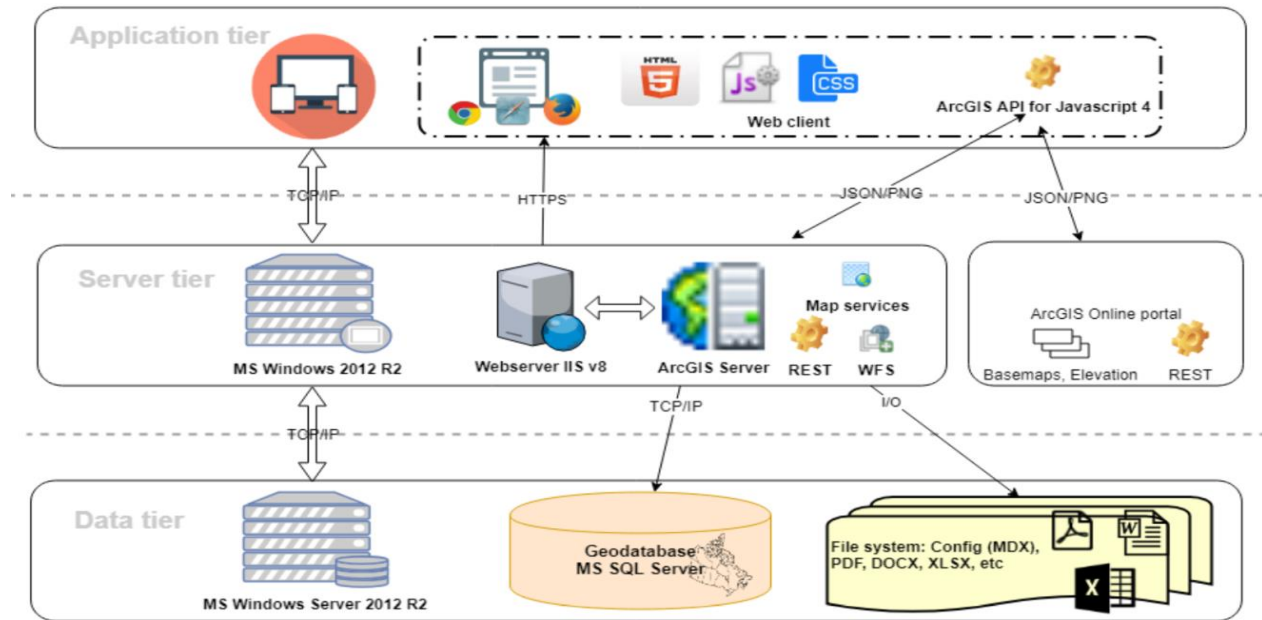 Application tier
HTML
5
Js
CSS
Web client
ArcGIS API for Javascript 4
TCP/IP
HTTPS
JSON/PNG
JSON/PNG
Server tier
MS Windows 2012 R2
Webserver IIS v8
ArcGIS Server
Map services
REST
WFS
ArcGIS Online portal
Basemaps, Elevation
REST
TCP/IP
TCP/IP
I/O
Data tier
MS Windows Server 2012 R2
Geodatabase
MS SQL Server
File system: Config (MDX),
PDF, DOCX, XLSX, etc
W
X